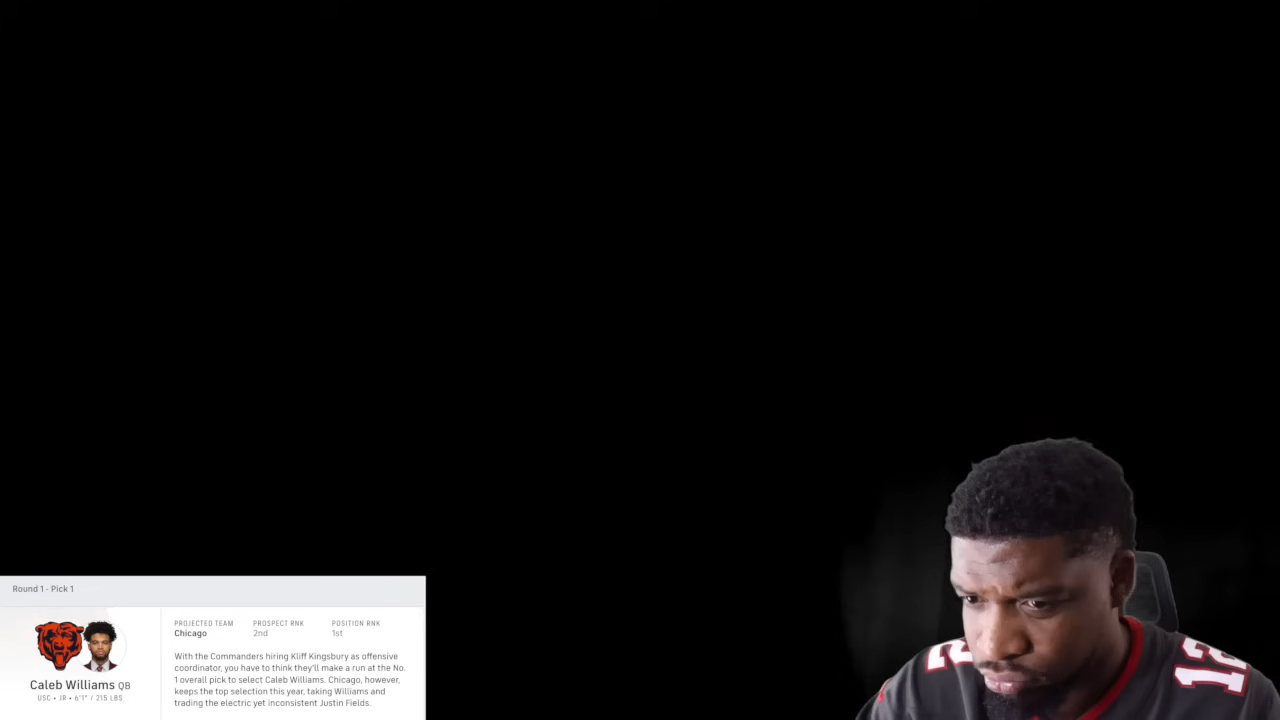 Round 1 - Pick 1
PROJECTED TEAM PROSPECT RNK POSITION RNK
Chicago 2nd 1st
With the Commanders hiring Kliff Kingsbury as offensive
coordinator, you have to think they'll make a run at the No.
1 overall pick to select Caleb Williams. Chicago, however,
keeps the top selection this year, taking Williams and
trading the electric yet inconsistent Justin Fields.
Caleb Williams QB
USC • JR • 6'1" / 215 LBS
2
12